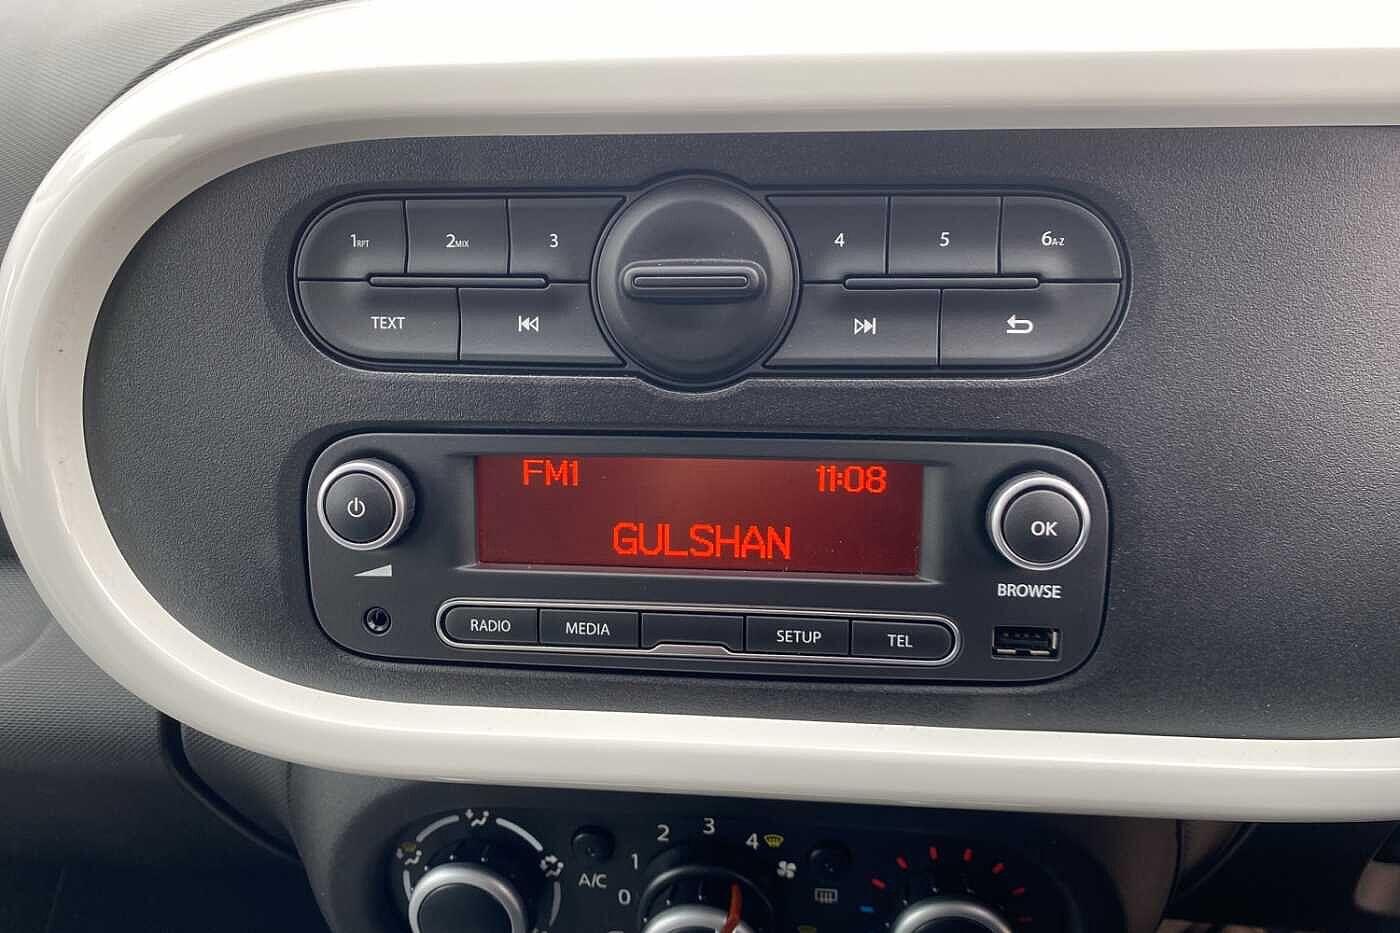 1RPT 2MIX 3 4 5 6A-Z
TEXT
FM1 11:08
GULSHAN
OK
BROWSE
RADIO MEDIA SETUP TEL
A/C 0 1 2 3 4